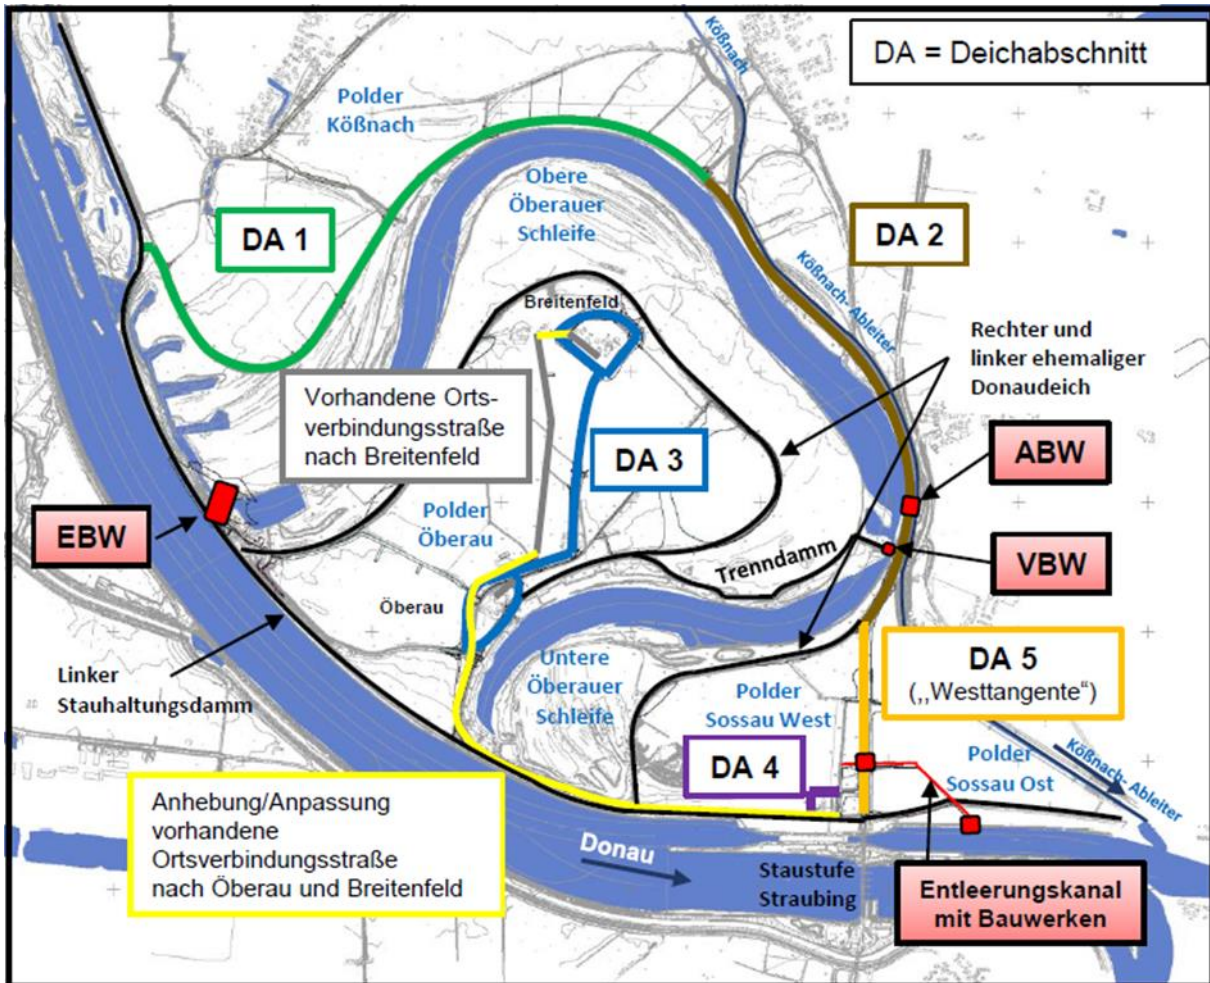 DA = Deichabschnitt
Kößnach
Polder
Kößnach
Obere
Öberauer
Schleife
DA 1
DA 2
Kößnach- Ableiter
Breitenfeld
Rechter und
linker ehemaliger
Donaudeich
Vorhandene Orts-
verbindungsstraße
nach Breitenfeld
DA 3
ABW
EBW
Polder
Öberau
VBW
Trenndamm
Öberau
Linker
Stauhaltungsdamm
Untere
Öberauer
Schleife
Polder
Sossau West
DA 5
(,,Westtangente“)
DA 4
Polder
Sossau Ost
Kößnach- Ableiter
Anhebung/Anpassung
vorhandene
Ortsverbindungsstraße
nach Öberau und Breitenfeld
Donau
Staustufe
Straubing
Entleerungskanal
mit Bauwerken